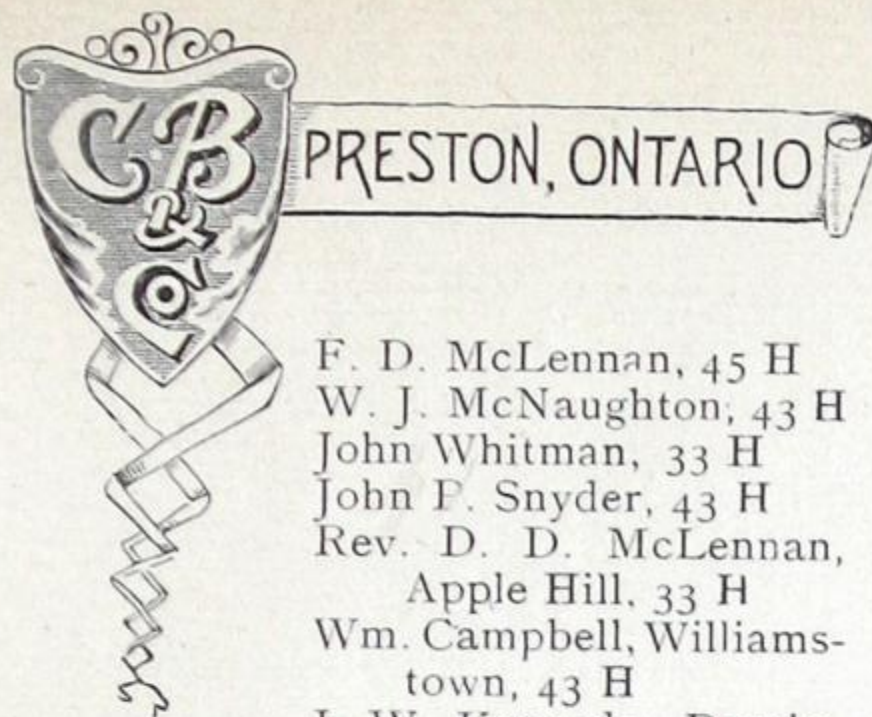 CB
&
Co
PRESTON, ONTARIO
F. D. McLennan, 45 H
W. J. McNaughton, 43 H
John Whitman, 33 H
John P. Snyder, 43 H
Rev. D. D. McLennan,
Apple Hill, 33 H
Wm. Campbell, Williams-
town, 43 H